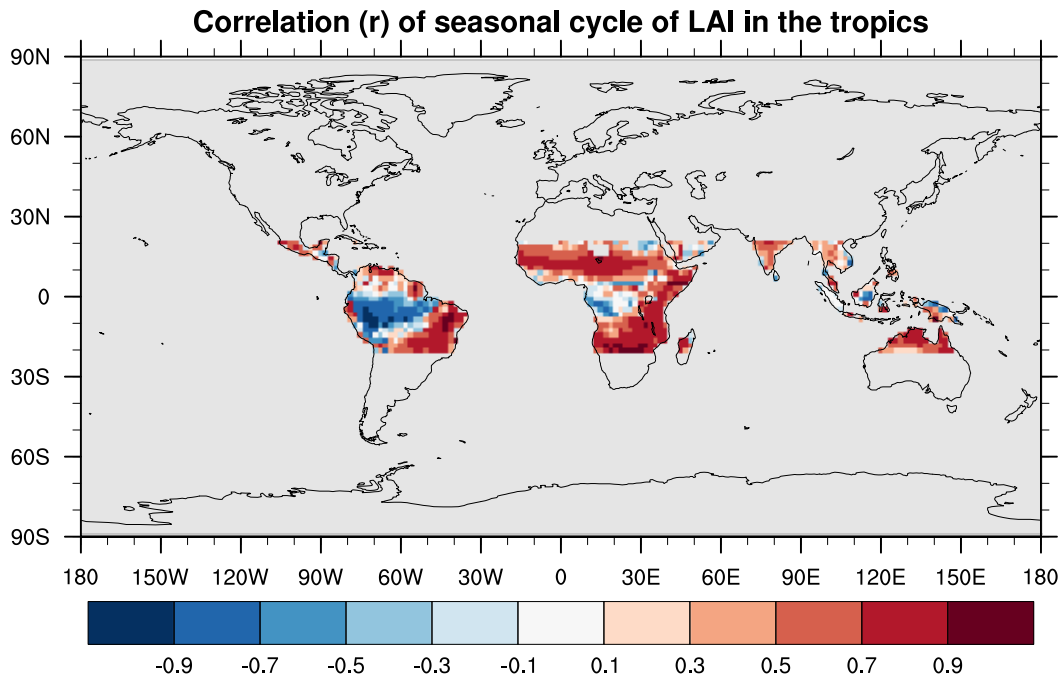 Correlation (r) of seasonal cycle of LAI in the tropics
90N
60N
30N
0
30S
60S
90S
180 150W 120W 90W 60W 30W 0 30E 60E 90E 120E 150E 180
-0.9 -0.7 -0.5 -0.3 -0.1 0.1 0.3 0.5 0.7 0.9